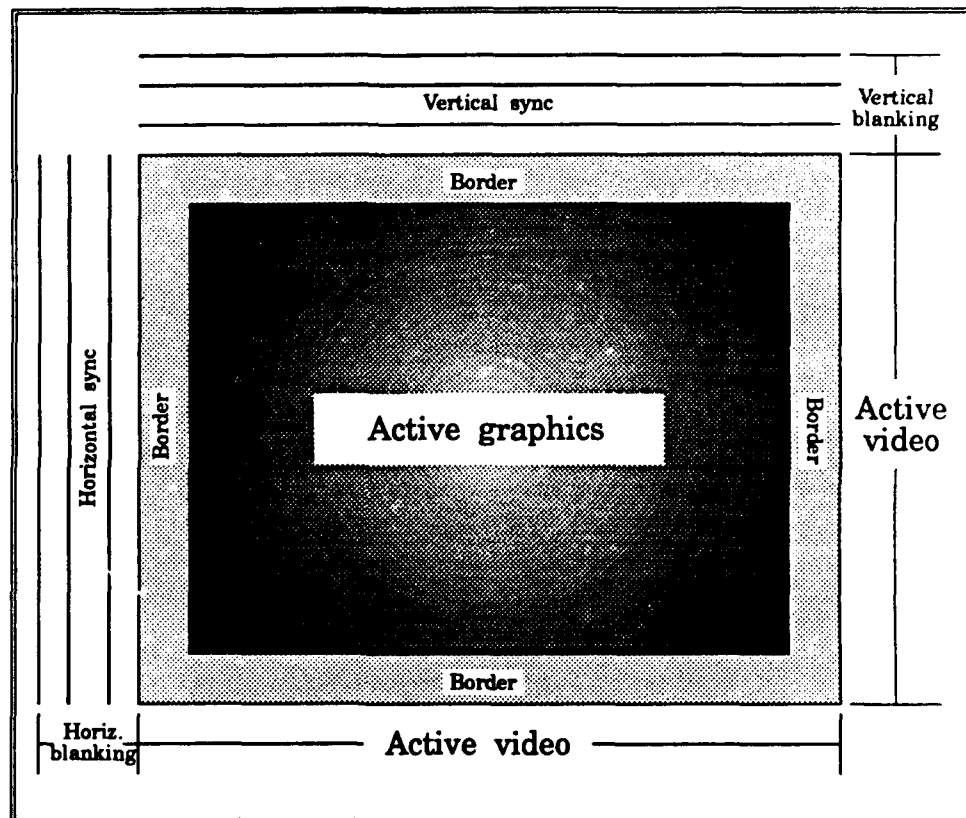 Vertical sync
Vertical
blanking
Border
Horizontal sync
Border
Active graphics
Border
Active
video
Border
Horiz.
blanking
Active video